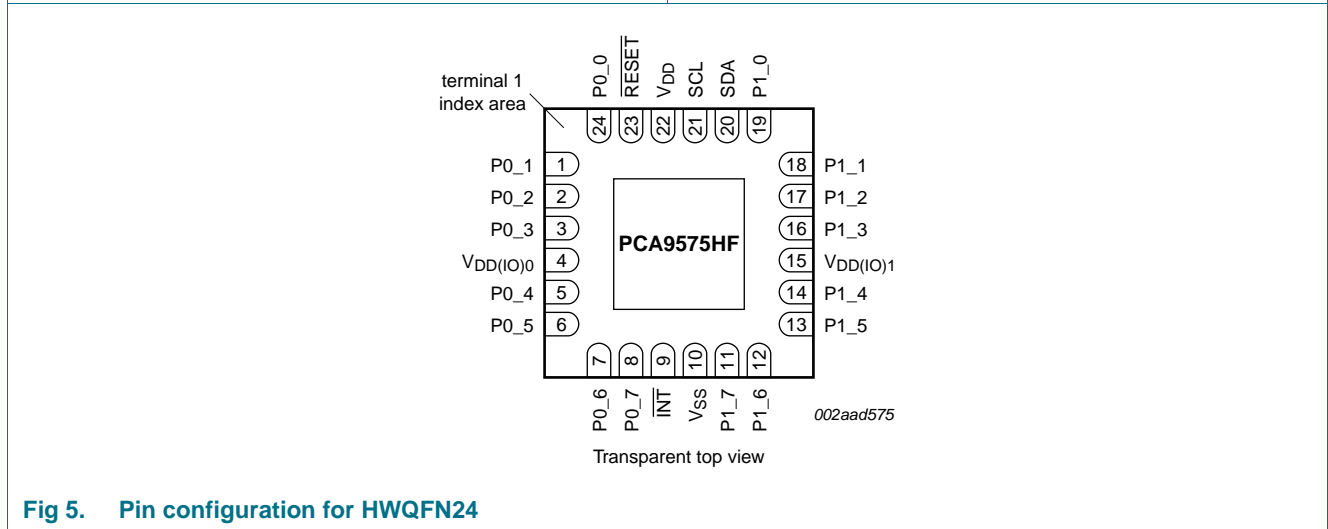 P0_0
RESET
VDD
SCL
SDA
P1_0
terminal 1
index area
24
23
22
21
20
19
P0_1 1
18 P1_1
P0_2 2
17 P1_2
P0_3 3
16 P1_3
PCA9575HF
VDD(IO)0 4
15 VDD(IO)1
P0_4 5
14 P1_4
P0_5 6
13 P1_5
7
8
9
10
11
12
P0_6
P0_7
INT
VSS
P1_7
P1_6
002aad575
Transparent top view
Fig 5. Pin configuration for HWQFN24